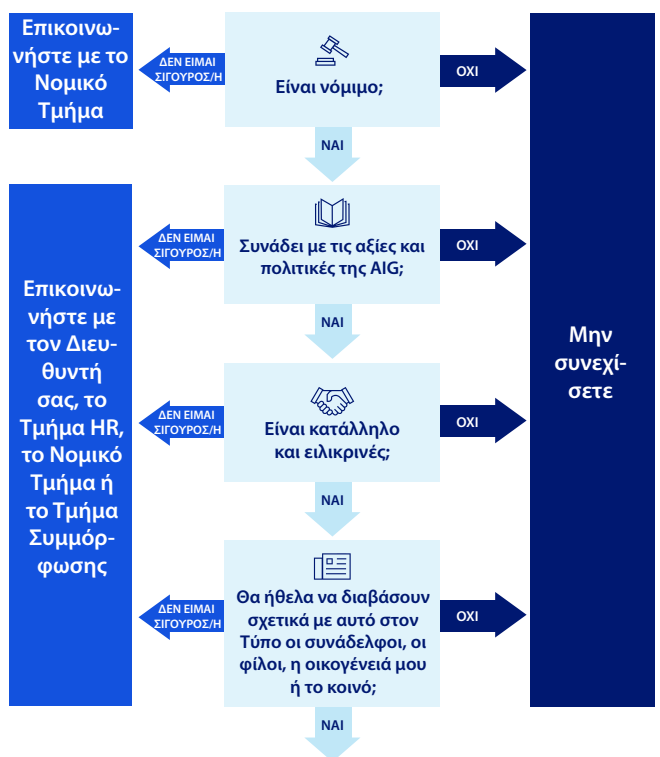 Επικοινω-
νήστε με το
Νομικό
Τμήμα
ΔΕΝ ΕΙΜΑΙ
ΣΙΓΟΥΡΟΣ/Η
Είναι νόμιμο;
ΟΧΙ
ΝΑΙ
Επικοινω-
νήστε με
τον Διευ-
θυντή
σας, το
Τμήμα HR,
το Νομικό
Τμήμα ή
το Τμήμα
Συμμόρ-
φωσης
ΔΕΝ ΕΙΜΑΙ
ΣΙΓΟΥΡΟΣ/Η
Συνάδει με τις αξίες και
πολιτικές της AIG;
ΟΧΙ
ΝΑΙ
ΔΕΝ ΕΙΜΑΙ
ΣΙΓΟΥΡΟΣ/Η
Είναι κατάλληλο
και ειλικρινές;
ΟΧΙ
ΝΑΙ
ΔΕΝ ΕΙΜΑΙ
ΣΙΓΟΥΡΟΣ/Η
Θα ήθελα να διαβάσουν
σχετικά με αυτό στον
Τύπο οι συνάδελφοι, οι
φίλοι, η οικογένειά μου
ή το κοινό;
ΟΧΙ
ΝΑΙ
Μην
συνεχί-
σετε